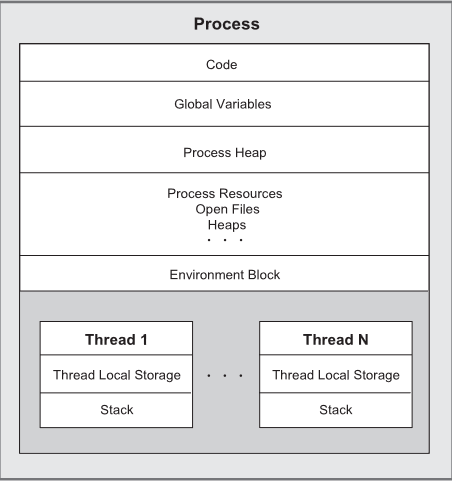 Process
Code
Global Variables
Process Heap
Process Resources
Open Files
Heaps
. . .
Environment Block
Thread 1
Thread Local Storage
Stack
. . .
Thread N
Thread Local Storage
Stack